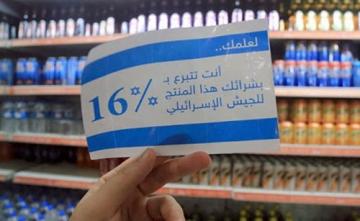 لعلمك..
أنت تتبرع بـ
بشرائك هذا المنتج
للجيش الإسرائيلي
16%